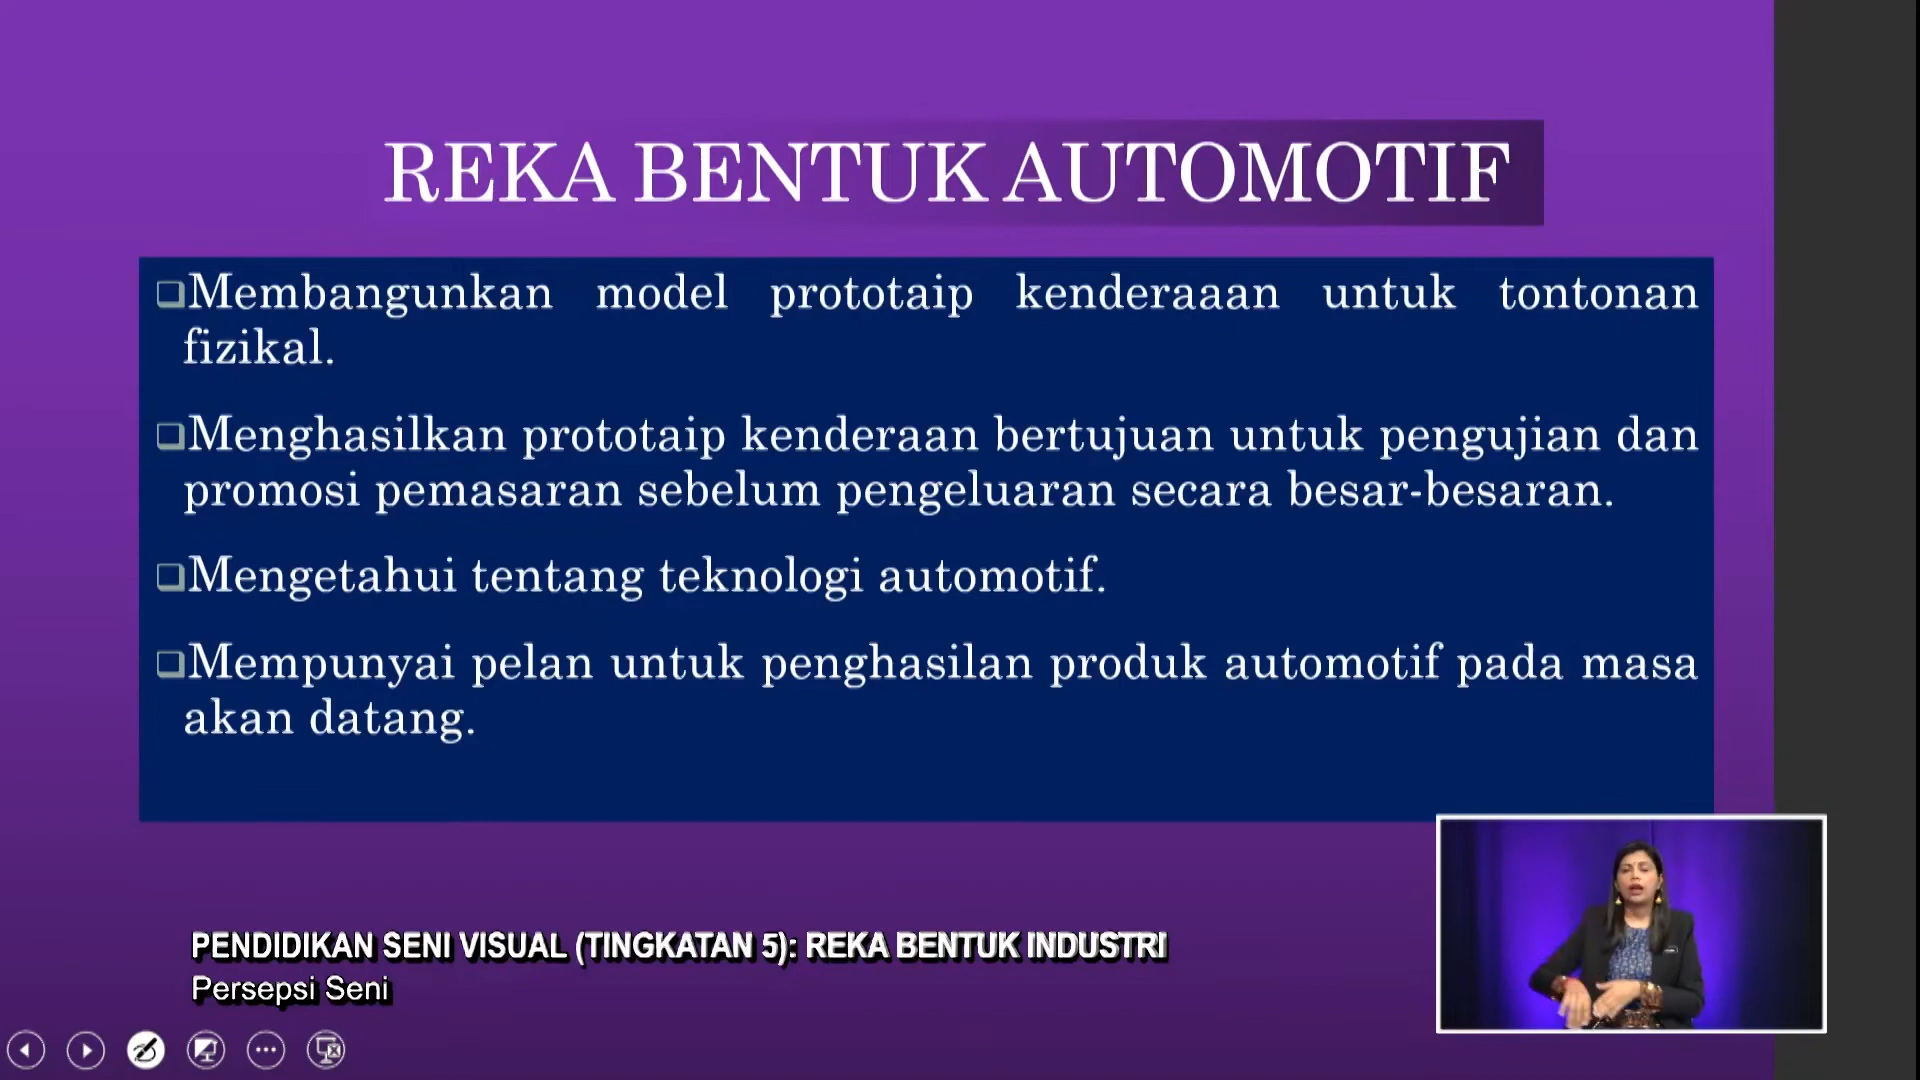 REKA BENTUK AUTOMOTIF
Membangunkan model prototaip kenderaaan untuk tontonan
fizikal.
Menghasilkan prototaip kenderaan bertujuan untuk pengujian dan
promosi pemasaran sebelum pengeluaran secara besar-besaran.
Mengetahui tentang teknologi automotif.
Mempunyai pelan untuk penghasilan produk automotif pada masa
akan datang.
PENDIDIKAN SENI VISUAL (TINGKATAN 5): REKA BENTUK INDUSTRI
Persepsi Seni